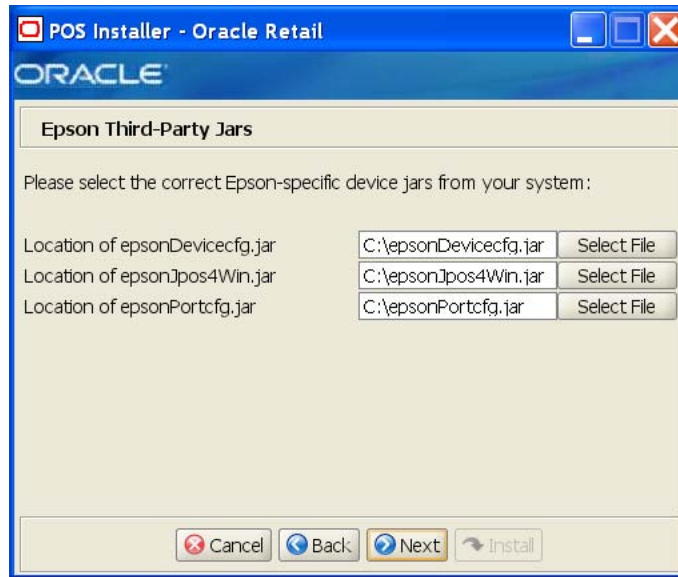 POS Installer - Oracle Retail
ORACLE
Epson Third-Party Jars
Please select the correct Epson-specific device jars from your system:
Location of epsonDevicecfg.jar C:\epsonDevicecfg.jar Select File
Location of epsonJpos4Win.jar C:\epsonJpos4Win.jar Select File
Location of epsonPortcfg.jar C:\epsonPortcfg.jar Select File
Cancel Back Next Install